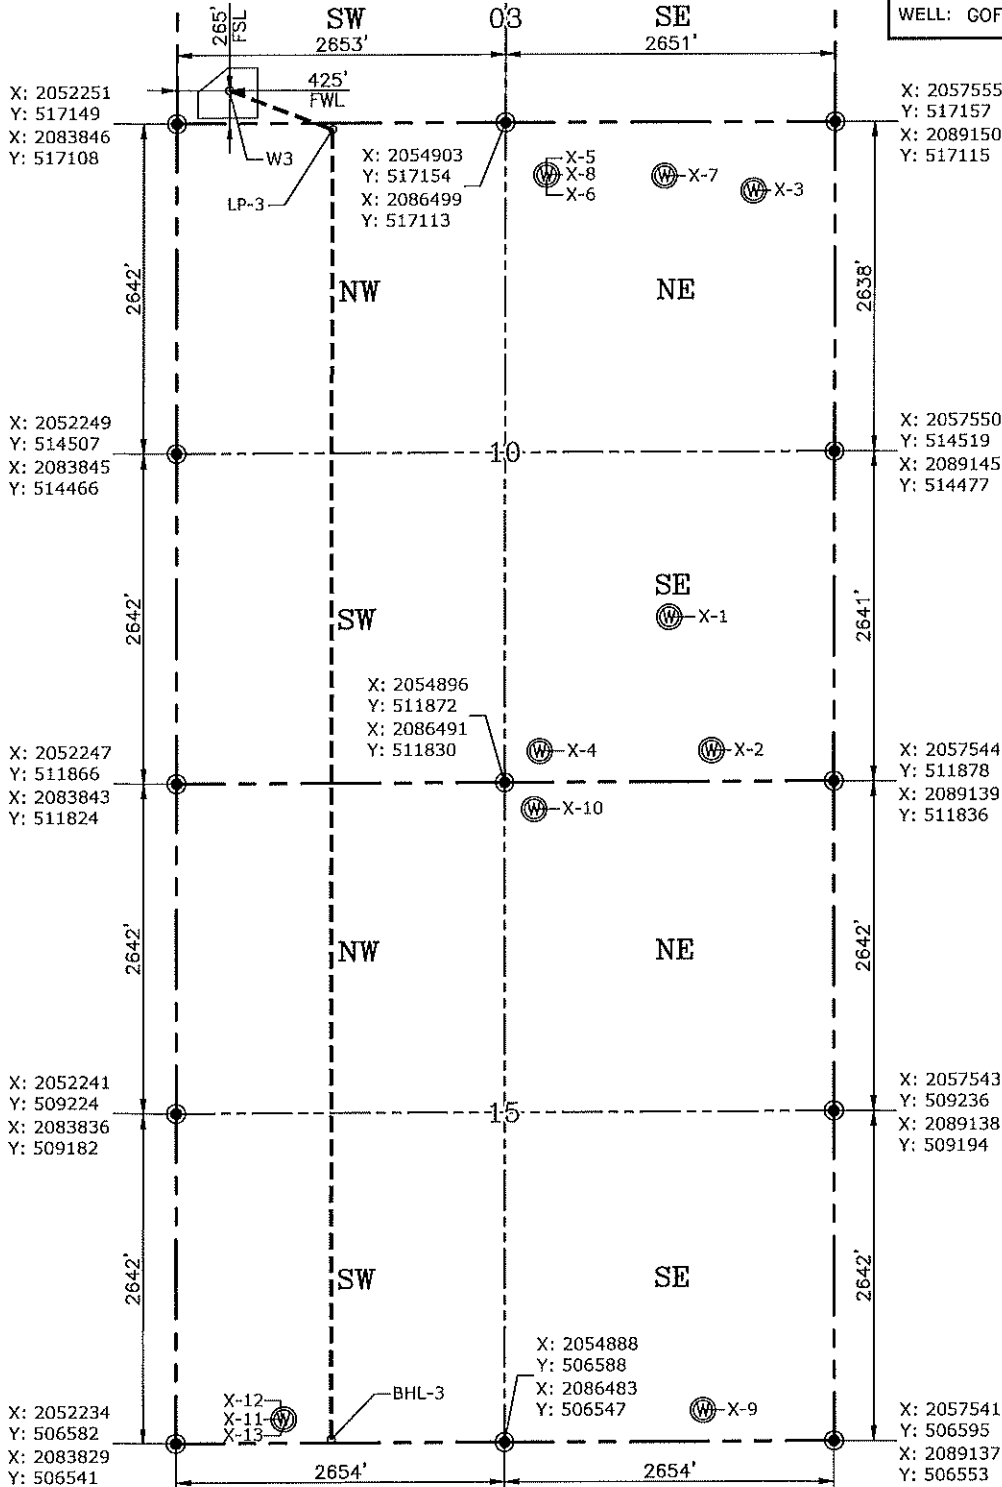 WELL: GOF
265'
FSL
SW
03
SE
2653'
2651'
425'
FWL
X: 2052251
Y: 517149
X: 2083846
Y: 517108
W3
LP-3
X: 2054903
Y: 517154
X: 2086499
Y: 517113
X-5
X-8
X-6
W
X-7
W
X-3
W
X: 2057555
Y: 517157
X: 2089150
Y: 517115
2642'
NW
NE
2638'
X: 2052249
Y: 514507
X: 2083845
Y: 514466
10
X: 2057550
Y: 514519
X: 2089145
Y: 514477
2642'
SW
SE
W
X-1
2641'
X: 2054896
Y: 511872
X: 2086491
Y: 511830
W
X-4
W
X-2
X: 2052247
Y: 511866
X: 2083843
Y: 511824
W
X-10
X: 2057544
Y: 511878
X: 2089139
Y: 511836
2642'
NW
NE
2642'
X: 2052241
Y: 509224
X: 2083836
Y: 509182
15
X: 2057543
Y: 509236
X: 2089138
Y: 509194
2642'
SW
SE
2642'
X: 2054888
Y: 506588
X: 2086483
Y: 506547
X-12
X-11
X-13
W
BHL-3
W
X-9
X: 2052234
Y: 506582
X: 2083829
Y: 506541
X: 2057541
Y: 506595
X: 2089137
Y: 506553
2654'
2654'